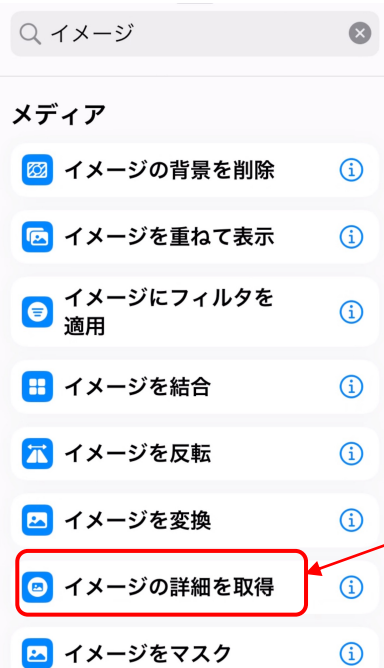 イメージ
メディア
イメージの背景を削除
イメージを重ねて表示
イメージにフィルタを
適用
イメージを結合
イメージを反転
イメージを変換
イメージの詳細を取得
イメージをマスク